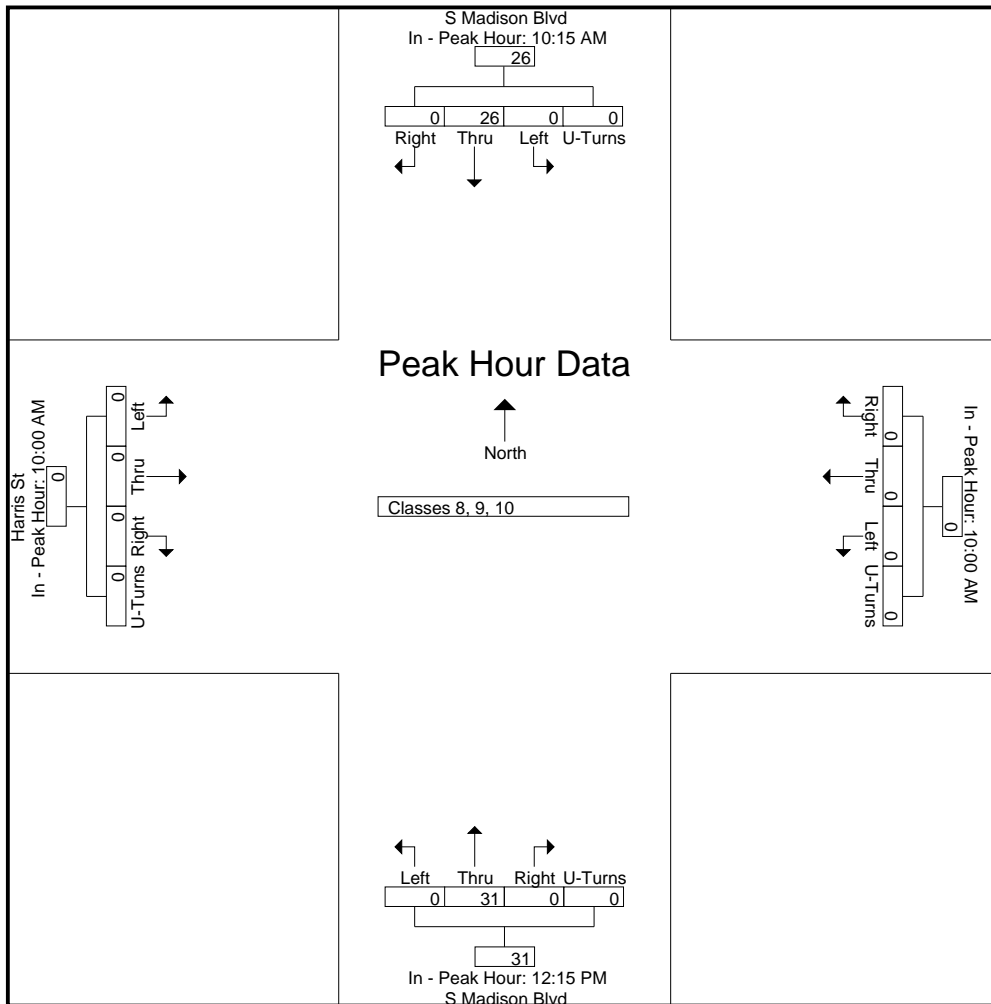 S Madison Blvd
In - Peak Hour: 10:15 AM
26
0 26 0 0
Right Thru Left U-Turns
Peak Hour Data
North
Classes 8, 9, 10
Harris St
In - Peak Hour: 10:00 AM
0
0 0 0 0
Left Thru Right U-Turns
In - Peak Hour: 10:00 AM
0
0 0 0 0
Right Thru Left U-Turns
Left Thru Right U-Turns
0 31 0 0
31
In - Peak Hour: 12:15 PM
S Madison Blvd